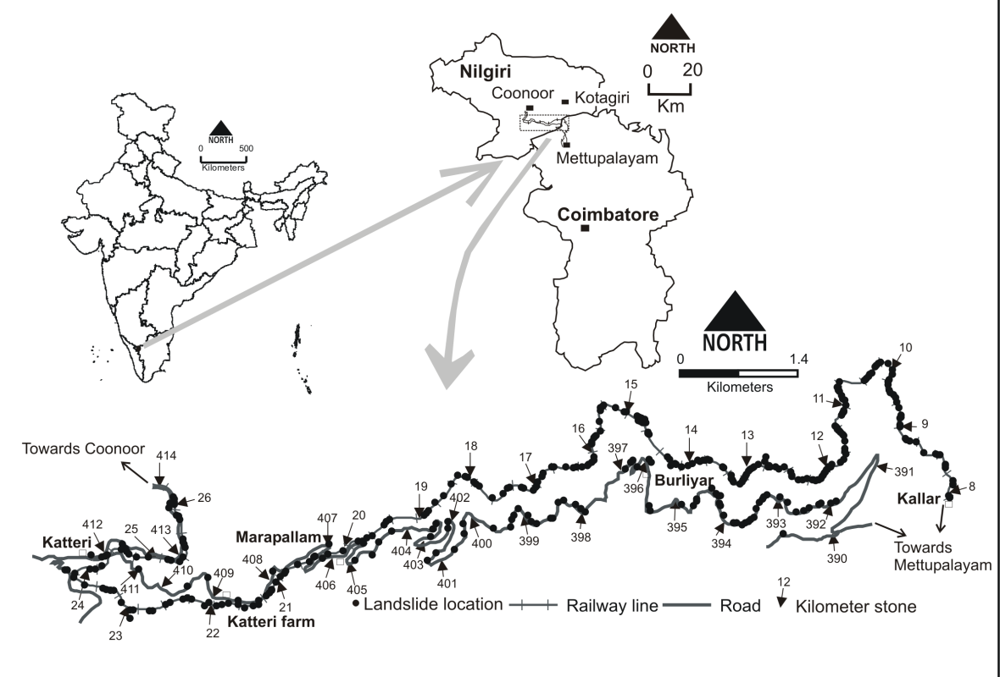 NORTH
0 20
Km
Nilgiri
Coonoor
Kotagiri
Mettupalayam
Coimbatore
NORTH
0 500
Kilometers
NORTH
0 1.4
Kilometers
10
15
11
9
16
14
13
12
397
Towards Coonoor
414
18
17
391
396
Burliyar
8
Kallar
26
19
402
412
25
413
407
20
Katteri
Marapallam
404
400
399
398
395
393
392
394
403
390
Towards
Mettupalayam
410
409
408
406
405
401
24
411
21
23
22
Katteri farm
Landslide location
Railway line
Road
12
Kilometer stone